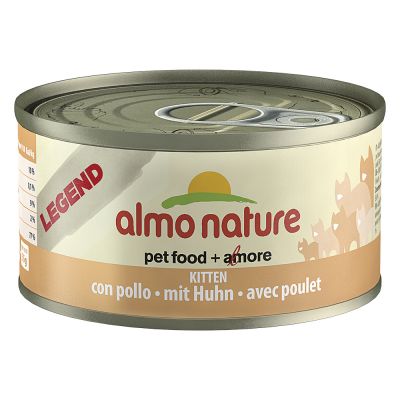 LEGEND
almo nature
pet food + amore
KITTEN
con pollo • mit Huhn • avec poulet